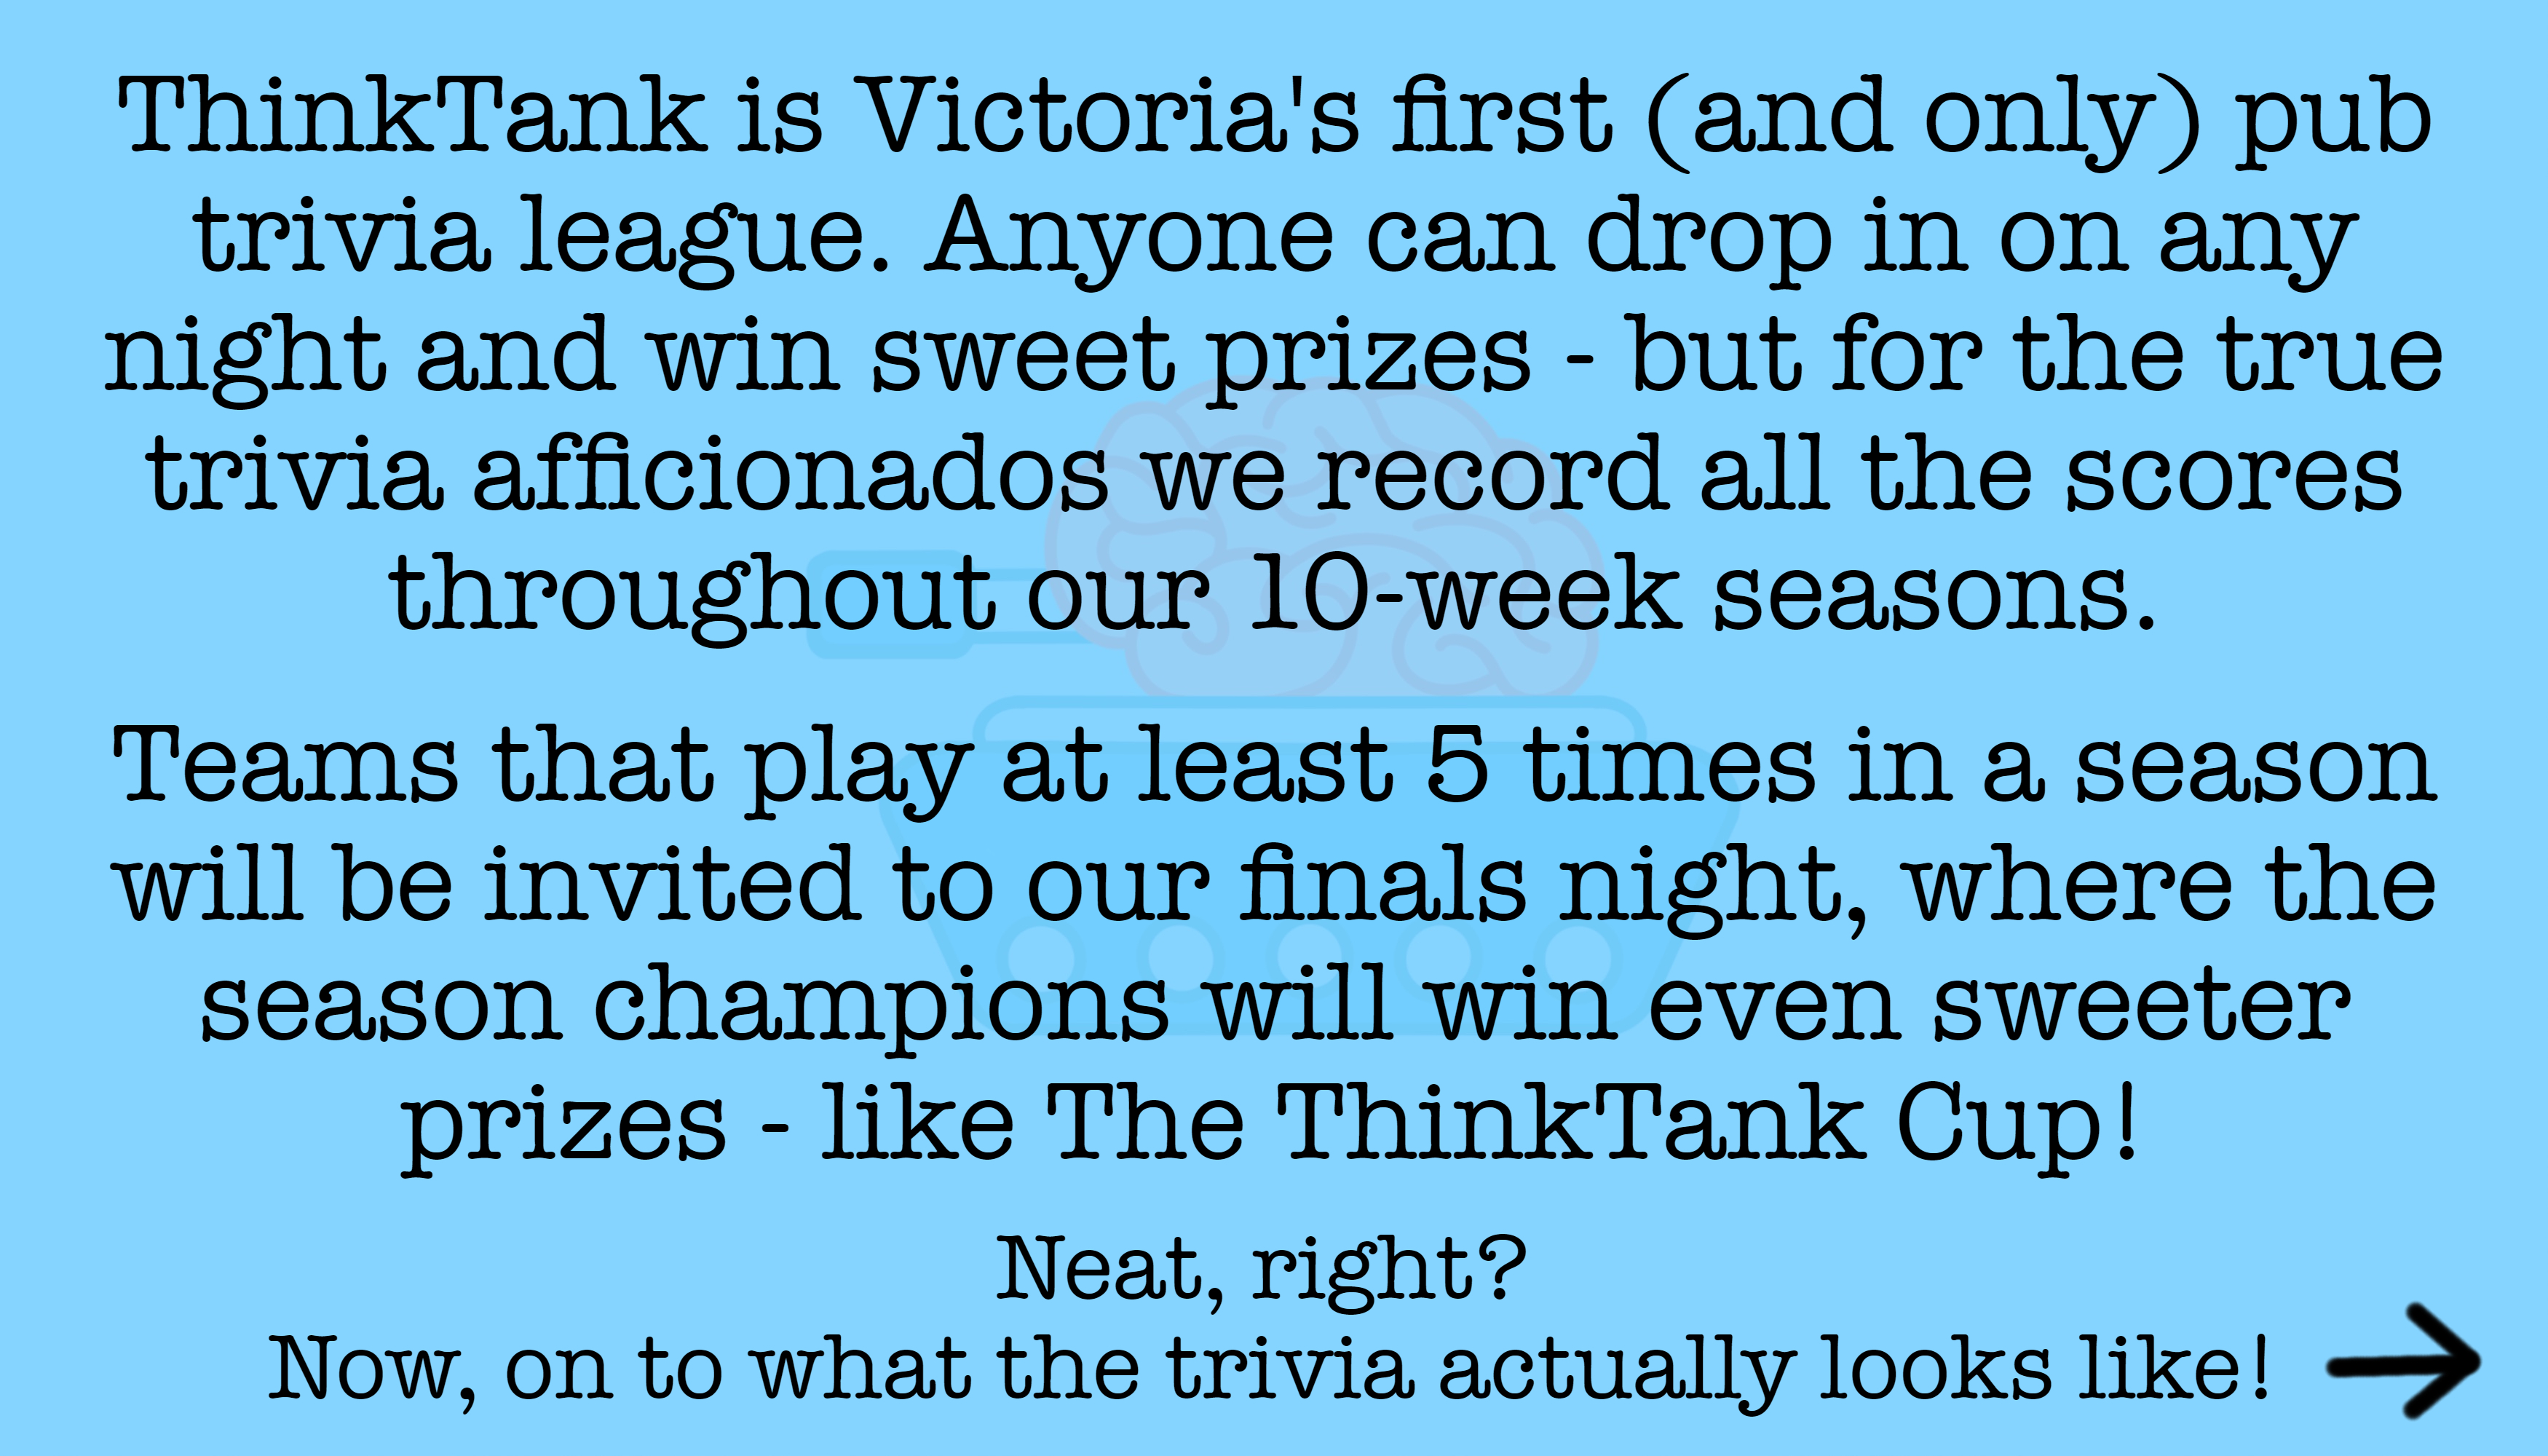 ThinkTank is Victoria's first (and only) pub
trivia league. Anyone can drop in on any
night and win sweet prizes - but for the true
trivia afficionados we record all the scores
throughout our 10-week seasons.
Teams that play at least 5 times in a season
will be invited to our finals night, where the
season champions will win even sweeter
prizes - like The ThinkTank Cup!
Neat, right?
Now, on to what the trivia actually looks like!